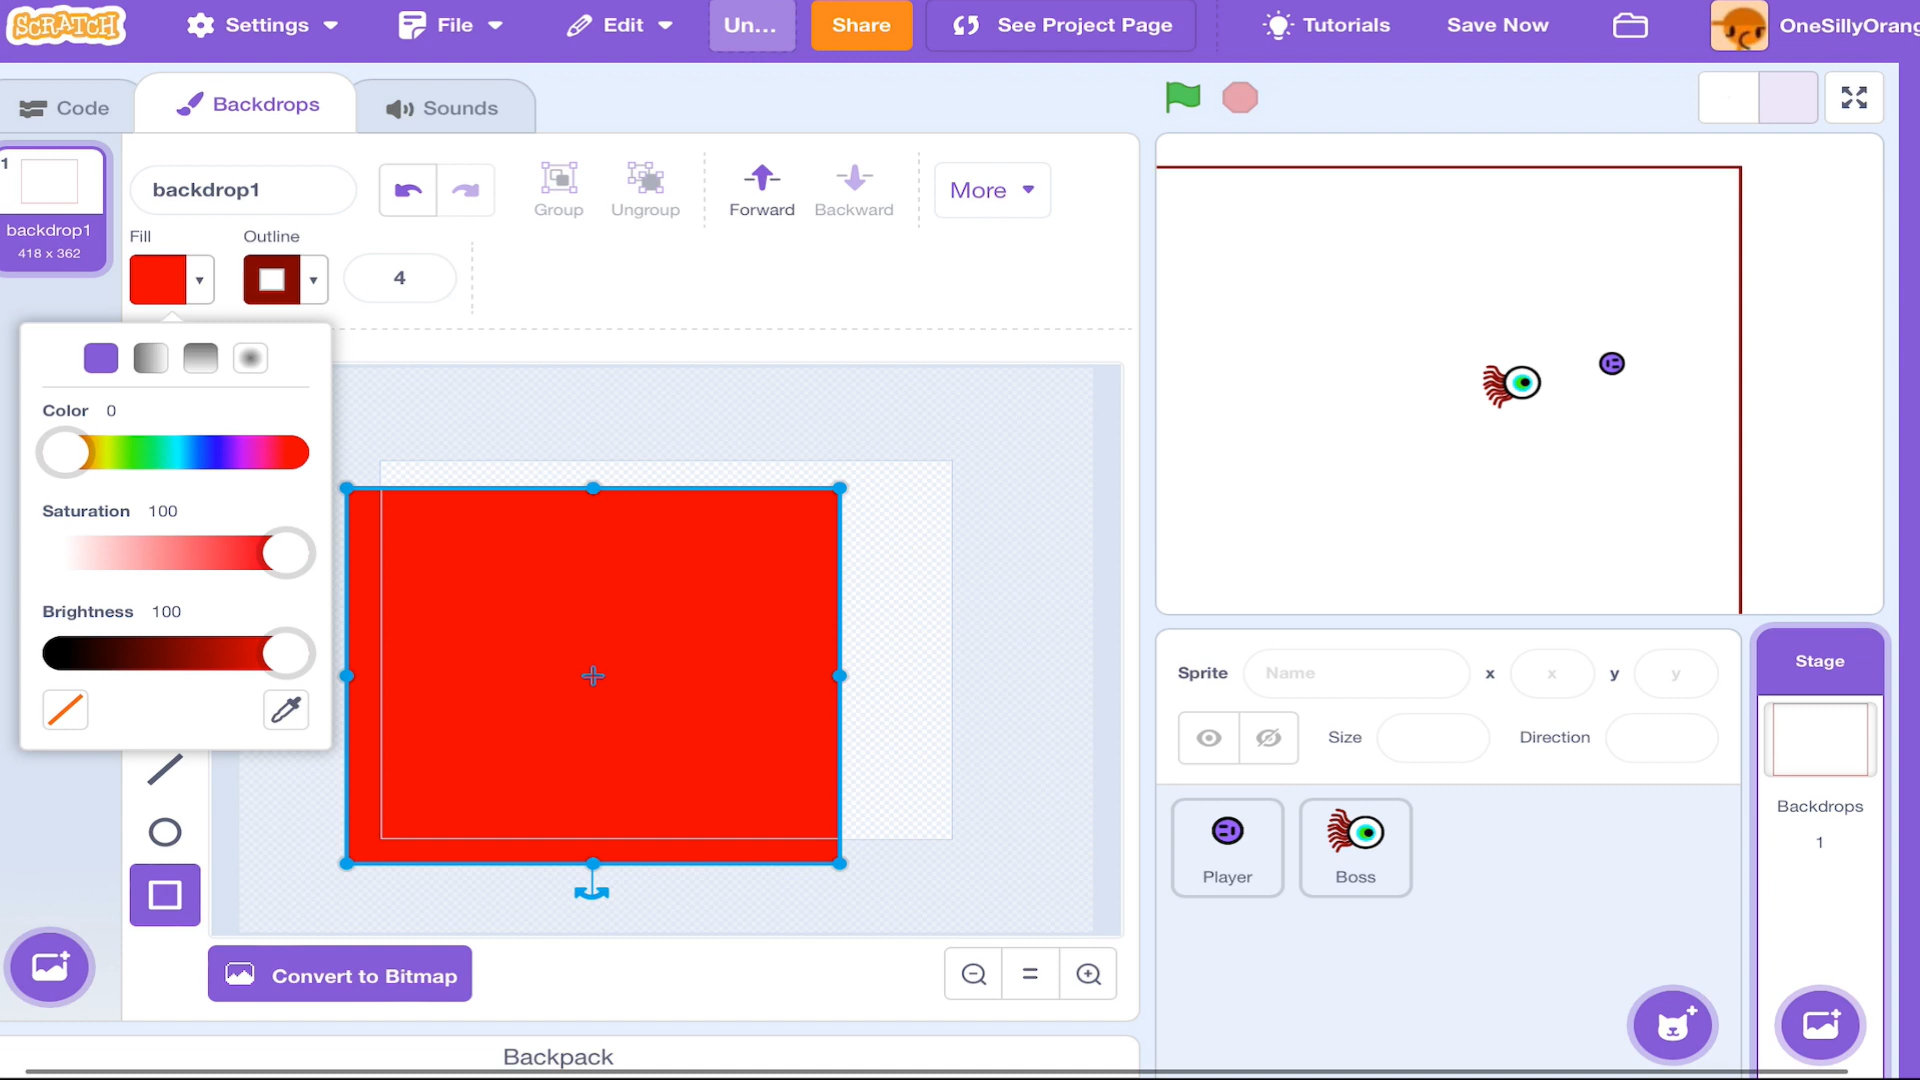 SCRATCH Settings File Edit Un... Share See Project Page Tutorials Save Now OneSillyOrang
Code Backdrops Sounds
1
backdrop1
418 x 362
backdrop1 Group Ungroup Forward Backward More
Fill Outline
4
Color 0
Saturation 100
Brightness 100
Convert to Bitmap
Backpack
Sprite Name x x y y
Size Direction
Player Boss
Stage
Backdrops
1